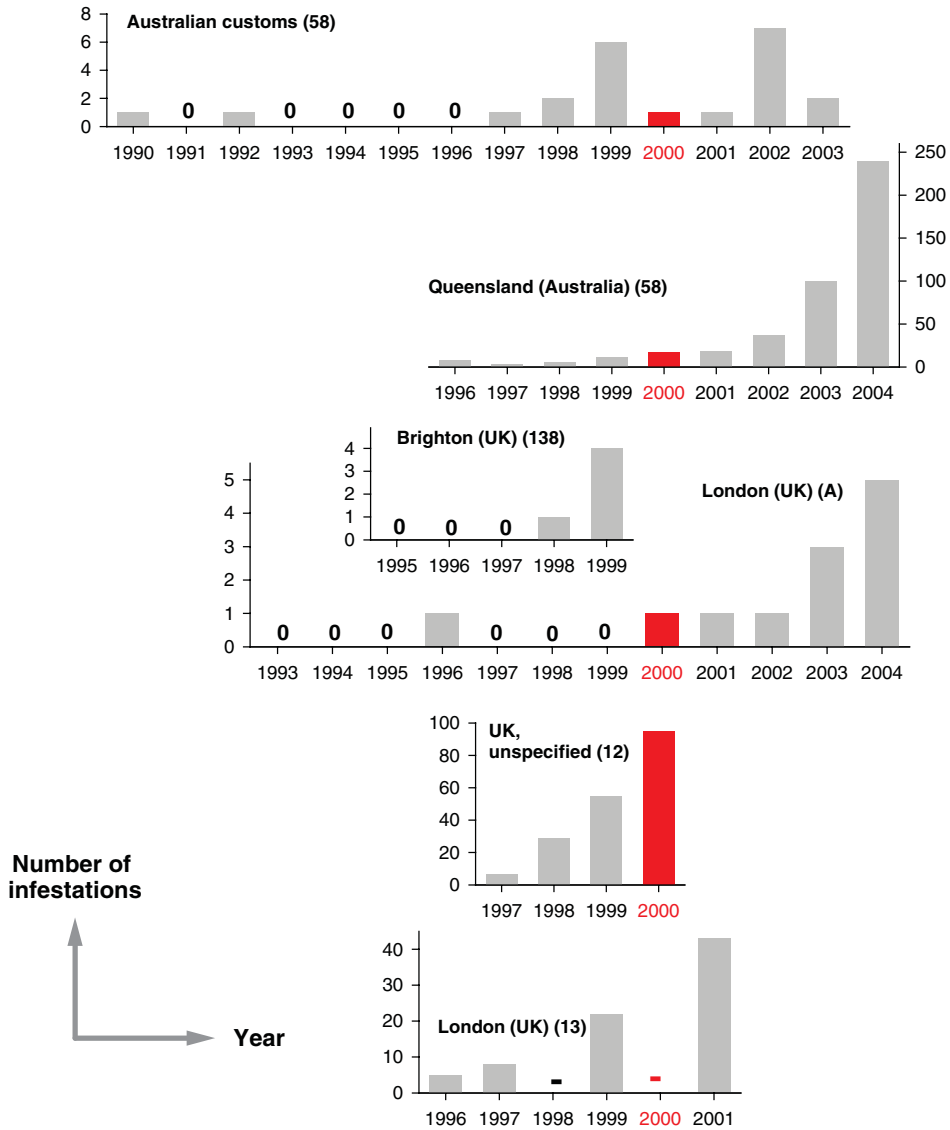 Australian customs (58)
8
6
4
2
0
0 0 0 0 0
1990 1991 1992 1993 1994 1995 1996 1997 1998 1999 2000 2001 2002 2003
Queensland (Australia) (58)
250
200
150
100
50
0
1996 1997 1998 1999 2000 2001 2002 2003 2004
Brighton (UK) (138)
4
3
2
1
0
0 0 0
1995 1996 1997 1998 1999
London (UK) (A)
5
4
3
2
1
0
0 0 0 0 0 0
1993 1994 1995 1996 1997 1998 1999 2000 2001 2002 2003 2004
UK,
unspecified (12)
100
80
60
40
20
0
1997 1998 1999 2000
Number of
infestations
Year
London (UK) (13)
40
30
20
10
0
- -
1996 1997 1998 1999 2000 2001